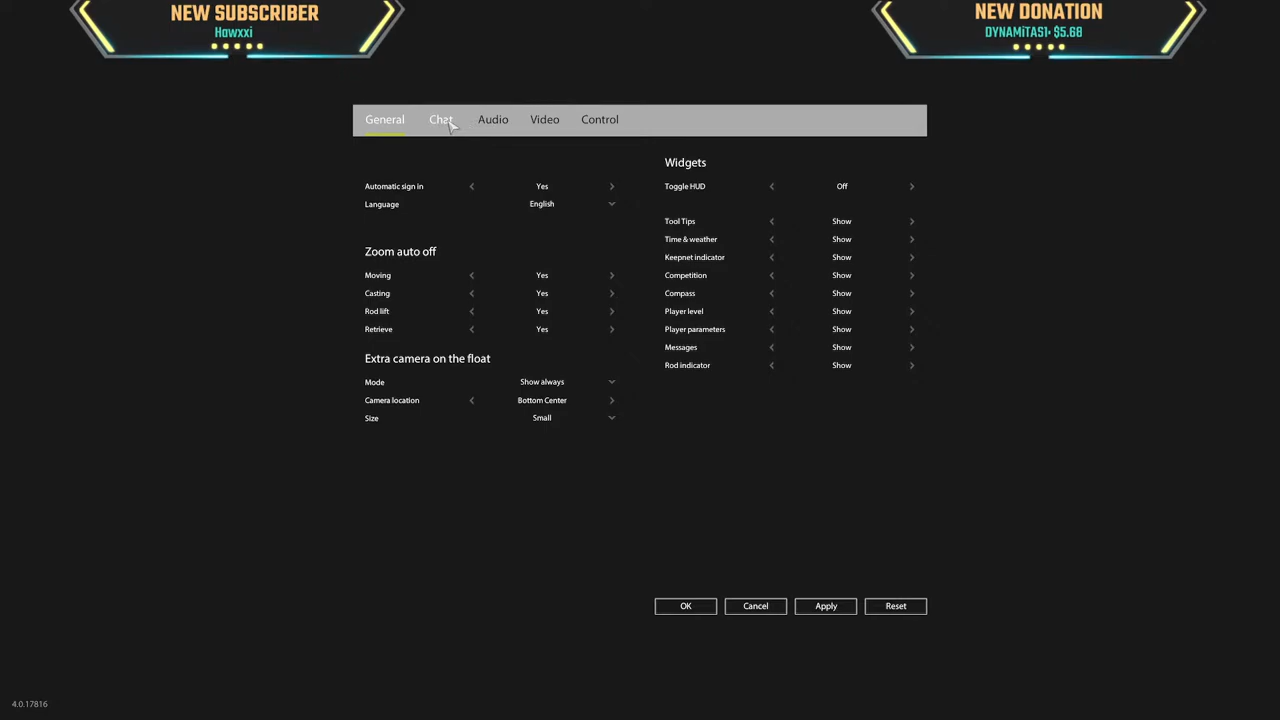 NEW SUBSCRIBER
Hawxxi
NEW DONATION
DYNAMiTAS1• $5.68
General Chat Audio Video Control
Automatic sign in Yes
Language English
Zoom auto off
Moving Yes
Casting Yes
Rod lift Yes
Retrieve Yes
Extra camera on the float
Mode Show always
Camera location Bottom Center
Size Small
Widgets
Toggle HUD Off
Tool Tips Show
Time & weather Show
Keepnet indicator Show
Competition Show
Compass Show
Player level Show
Player parameters Show
Messages Show
Rod indicator Show
OK Cancel Apply Reset
4.0.17816